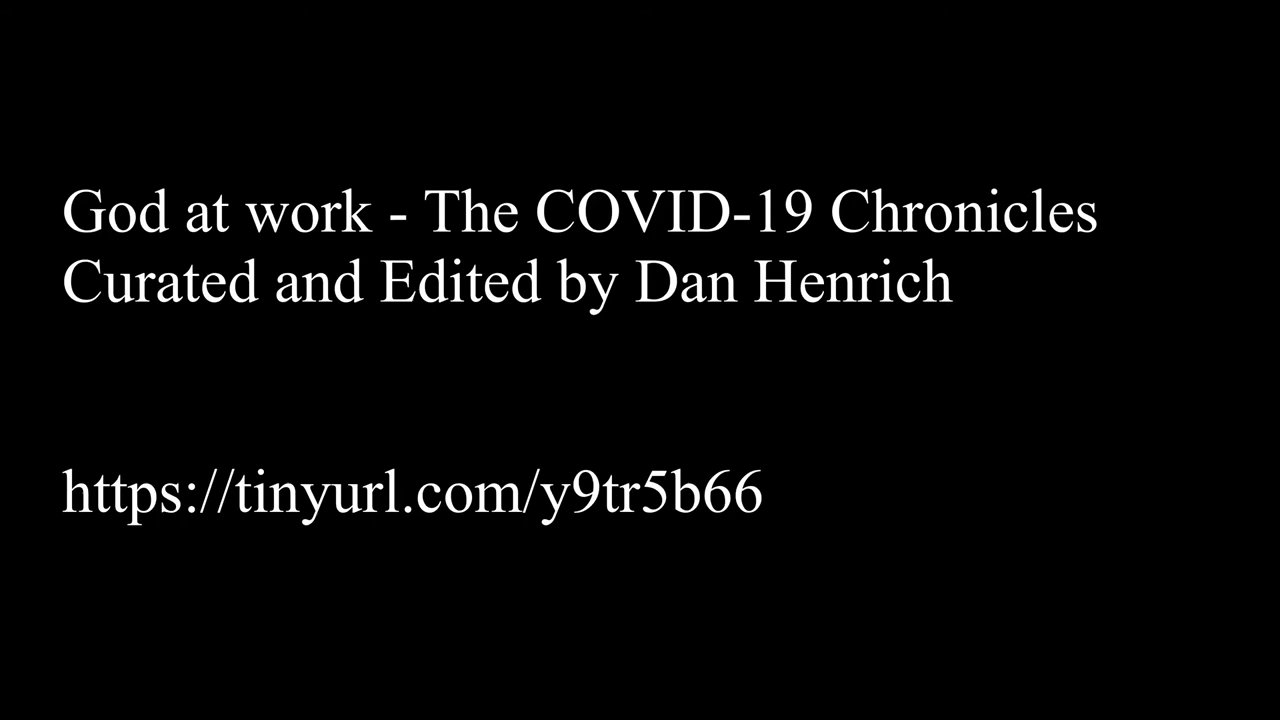 God at work - The COVID-19 Chronicles
Curated and Edited by Dan Henrich
https://tinyurl.com/y9tr5b66